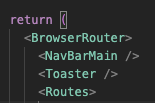 return (
<BrowserRouter>
<NavBarMain />
<Toaster />
<Routes>